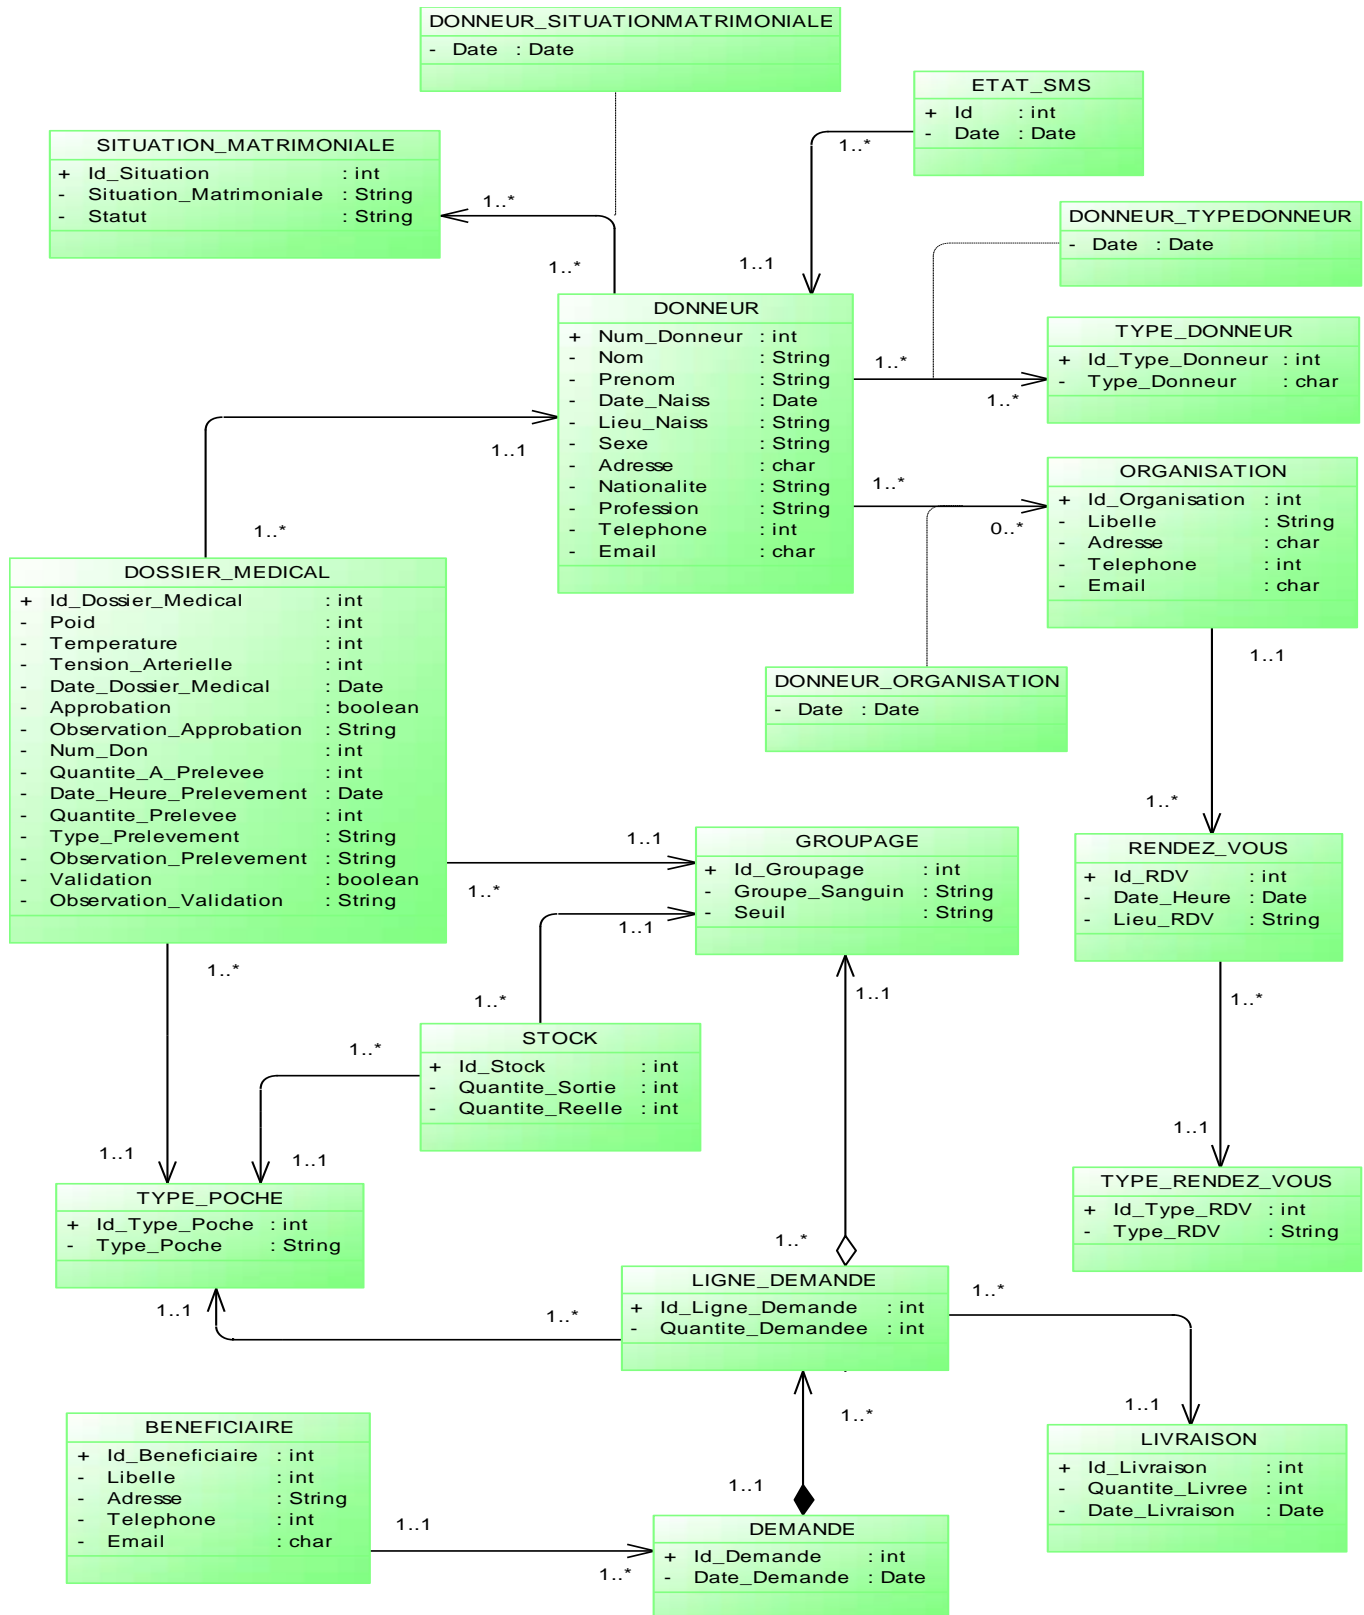 DONNEUR_SITUATIONMATRIMONIALE
- Date : Date
ETAT_SMS
+ Id : int
- Date : Date
1..*
SITUATION_MATRIMONIALE
+ Id_Situation : int
- Situation_Matrimoniale : String
- Statut : String
1..*
1..*
1..1
DONNEUR_TYPEDONNEUR
- Date : Date
DONNEUR
+ Num_Donneur : int
- Nom : String
- Prenom : String
- Date_Naiss : Date
- Lieu_Naiss : String
- Sexe : String
- Adresse : char
- Nationalite : String
- Profession : String
- Telephone : int
- Email : char
TYPE_DONNEUR
+ Id_Type_Donneur : int
- Type_Donneur : char
1..*
1..*
1..1
1..*
ORGANISATION
+ Id_Organisation : int
- Libelle : String
- Adresse : char
- Telephone : int
- Email : char
1..*
0..*
DOSSIER_MEDICAL
+ Id_Dossier_Medical : int
- Poid : int
- Temperature : int
- Tension_Arterielle : int
- Date_Dossier_Medical : Date
- Approbation : boolean
- Observation_Approbation : String
- Num_Don : int
- Quantite_A_Prelevee : int
- Date_Heure_Prelevement : Date
- Quantite_Prelevee : int
- Type_Prelevement : String
- Observation_Prelevement : String
- Validation : boolean
- Observation_Validation : String
DONNEUR_ORGANISATION
- Date : Date
1..1
1..*
1..1
1..*
GROUPAGE
+ Id_Groupage : int
- Groupe_Sanguin : String
- Seuil : String
RENDEZ_VOUS
+ Id_RDV : int
- Date_Heure : Date
- Lieu_RDV : String
1..1
1..*
1..*
1..1
1..*
STOCK
+ Id_Stock : int
- Quantite_Sortie : int
- Quantite_Reelle : int
1..*
1..1
1..1
1..1
TYPE_POCHE
+ Id_Type_Poche : int
- Type_Poche : String
TYPE_RENDEZ_VOUS
+ Id_Type_RDV : int
- Type_RDV : String
1..*
LIGNE_DEMANDE
+ Id_Ligne_Demande : int
- Quantite_Demandee : int
1..1
1..*
1..*
1..1
1..*
1..1
BENEFICIAIRE
+ Id_Beneficiaire : int
- Libelle : int
- Adresse : String
- Telephone : int
- Email : char
LIVRAISON
+ Id_Livraison : int
- Quantite_Livree : int
- Date_Livraison : Date
1..1
1..*
DEMANDE
+ Id_Demande : int
- Date_Demande : Date